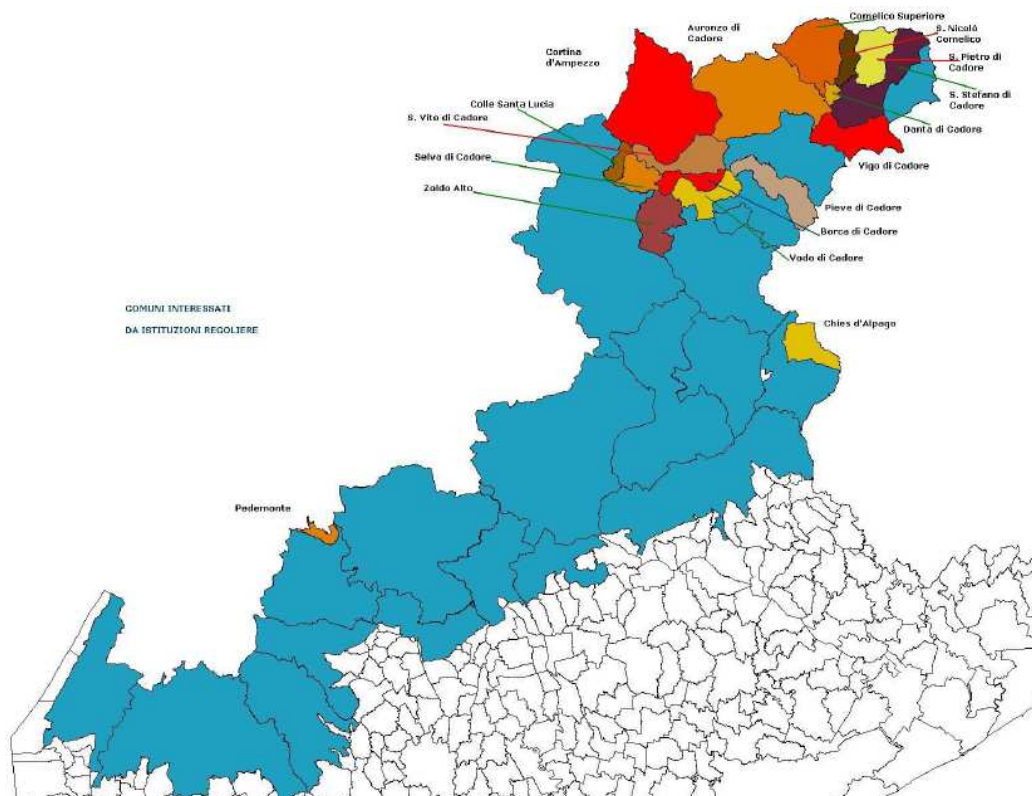 Comelico Superiore
S. Nicolò
Comelico
Auronzo di
Cadore
Cortina
d'Ampezzo
S. Pietro di
Cadore
S. Stefano di
Cadore
Colle Santa Lucia
S. Vito di Cadore
Danta di Cadore
Selva di Cadore
Vigo di Cadore
Zoldo Alto
Pieve di Cadore
Borca di Cadore
Vodo di Cadore
COMUNI INTERESSATI
DA ISTITUZIONI REGOLIERE
Chies d'Alpago
Pedemonte